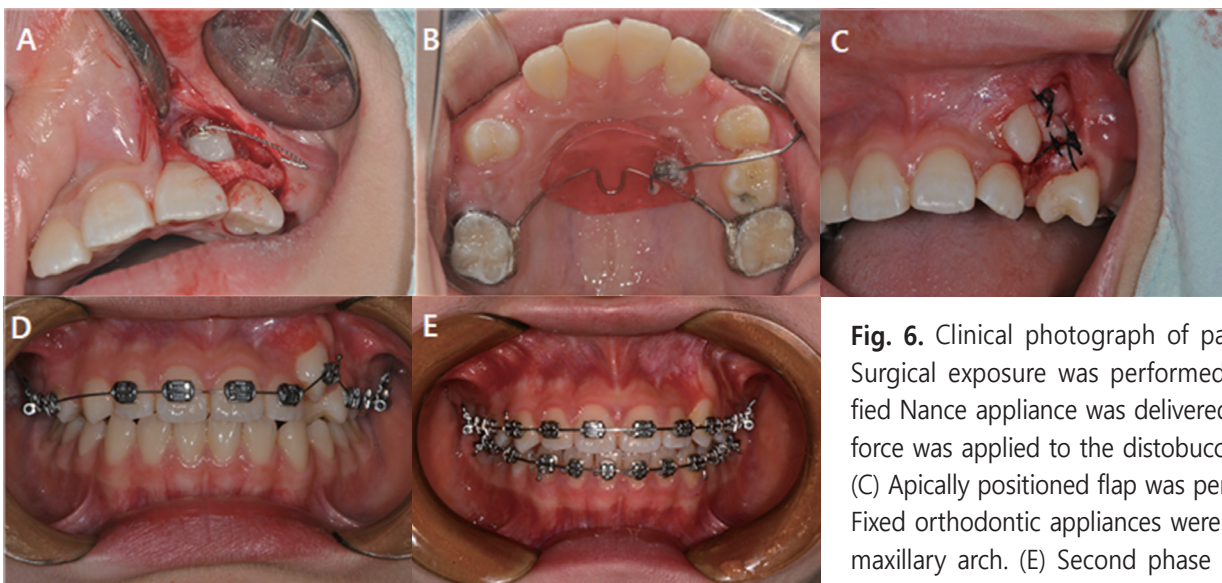 A
B
C
D
E
Fig. 6. Clinical photograph of pa
Surgical exposure was performed
fied Nance appliance was delivered
force was applied to the distobucc
(C) Apically positioned flap was per
Fixed orthodontic appliances were
maxillary arch. (E) Second phase